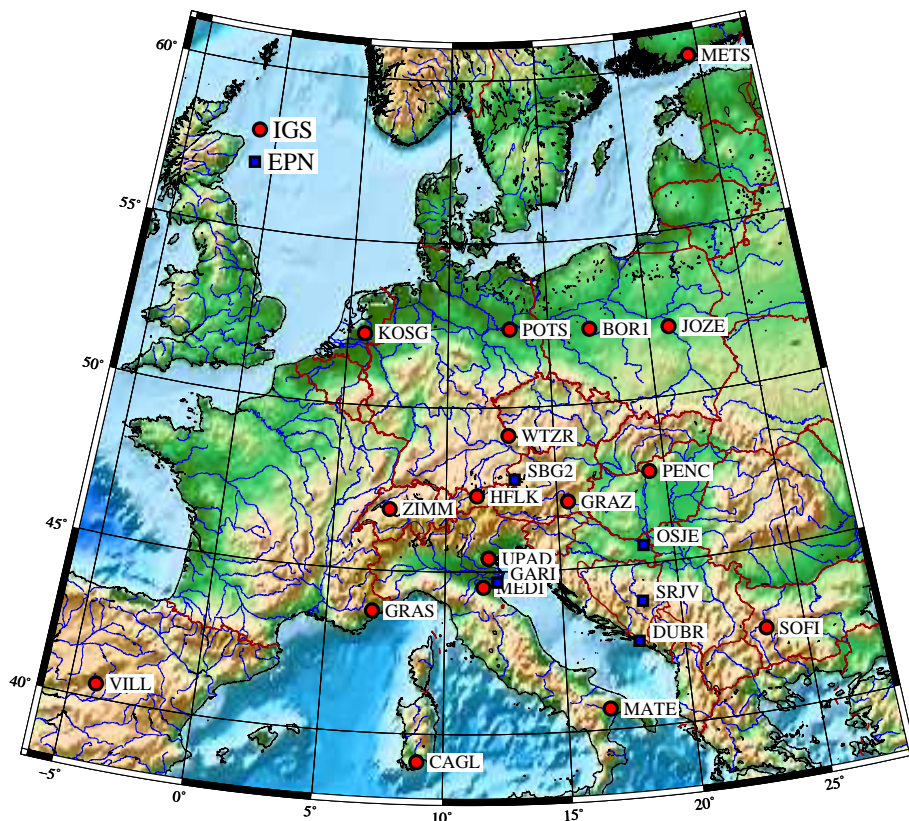 60°
METS
IGS
EPN
55°
KOSG
POTS
BOR1
JOZE
50°
WTZR
SBG2
PENC
HFLK
GRAZ
ZIMM
45°
OSJE
UPAD
GARI
MEDI
SRJV
GRAS
SOFI
DUBR
40°
VILL
MATE
CAGL
−5°
0°
5°
10°
15°
20°
25°